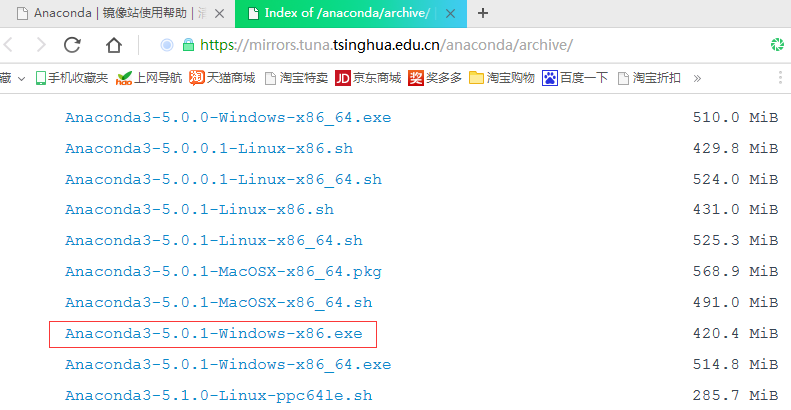 Anaconda | 镜像站使用帮助 |
Index of /anaconda/archive/ |
https://mirrors.tuna.tsinghua.edu.cn/anaconda/archive/
藏 手机收藏夹 上网导航 淘 天猫商城 淘宝特卖 JD 京东商城 奖 奖多多 淘宝购物 百度一下 淘宝折扣 »
Anaconda3-5.0.0-Windows-x86_64.exe 510.0 MiB
Anaconda3-5.0.0.1-Linux-x86.sh 429.8 MiB
Anaconda3-5.0.0.1-Linux-x86_64.sh 524.0 MiB
Anaconda3-5.0.1-Linux-x86.sh 431.0 MiB
Anaconda3-5.0.1-Linux-x86_64.sh 525.3 MiB
Anaconda3-5.0.1-MacOSX-x86_64.pkg 568.9 MiB
Anaconda3-5.0.1-MacOSX-x86_64.sh 491.0 MiB
Anaconda3-5.0.1-Windows-x86.exe 420.4 MiB
Anaconda3-5.0.1-Windows-x86_64.exe 514.8 MiB
Anaconda3-5.1.0-Linux-ppc64le.sh 285.7 MiB